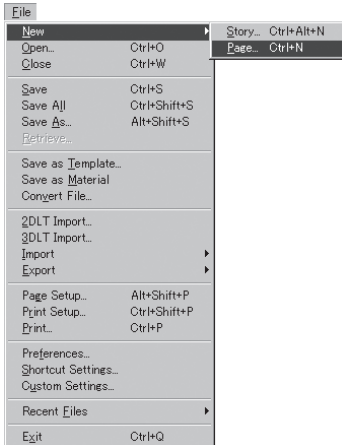 File
New
Story... Ctrl+Alt+N
Open... Ctrl+O
Page... Ctrl+N
Close Ctrl+W
Save Ctrl+S
Save All Ctrl+Shift+S
Save As... Alt+Shift+S
Retrieve...
Save as Template...
Save as Material
Convert File...
2DLT Import...
3DLT Import...
Import
Export
Page Setup... Alt+Shift+P
Print Setup... Ctrl+Shift+P
Print... Ctrl+P
Preferences...
Shortcut Settings...
Custom Settings...
Recent Files
Exit Ctrl+Q